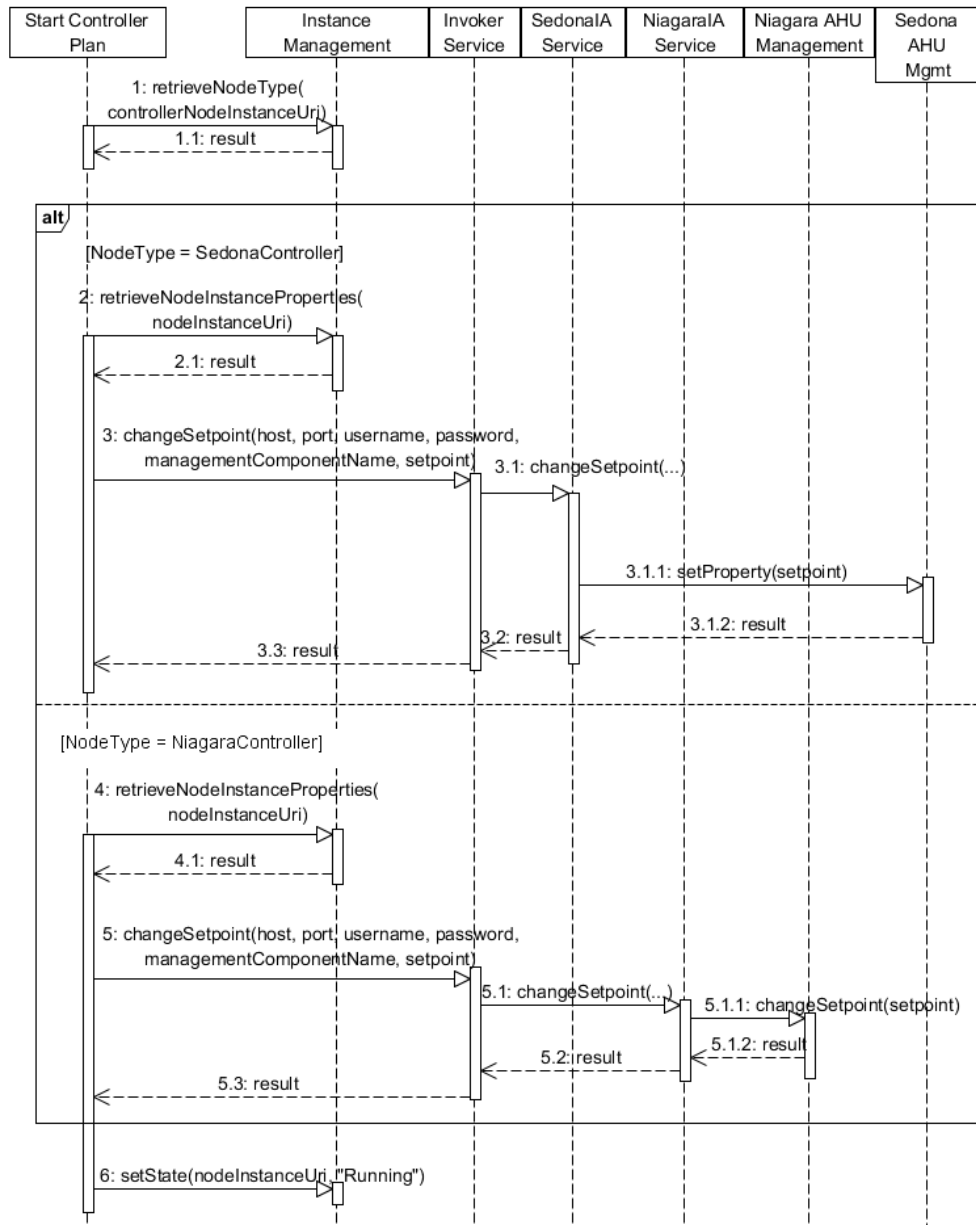 Start Controller
Plan
Instance
Management
Invoker
Service
SedonaIA
Service
NiagaraIA
Service
Niagara AHU
Management
Sedona
AHU
Mgmt
1: retrieveNodeType(
controllerNodeInstanceUri)
1.1: result
alt
[NodeType = SedonaController]
2: retrieveNodeInstanceProperties(
nodeInstanceUri)
2.1: result
3: changeSetpoint(host, port, username, password,
managementComponentName, setpoint)
3.1: changeSetpoint(...)
3.1.1: setProperty(setpoint)
3.1.2: result
3.2: result
3.3: result
[NodeType = NiagaraController]
4: retrieveNodeInstanceProperties(
nodeInstanceUri)
4.1: result
5: changeSetpoint(host, port, username, password,
managementComponentName, setpoint)
5.1: changeSetpoint(...)
5.1.1: changeSetpoint(setpoint)
5.1.2: result
5.2: result
5.3: result
6: setState(nodeInstanceUri, "Running")